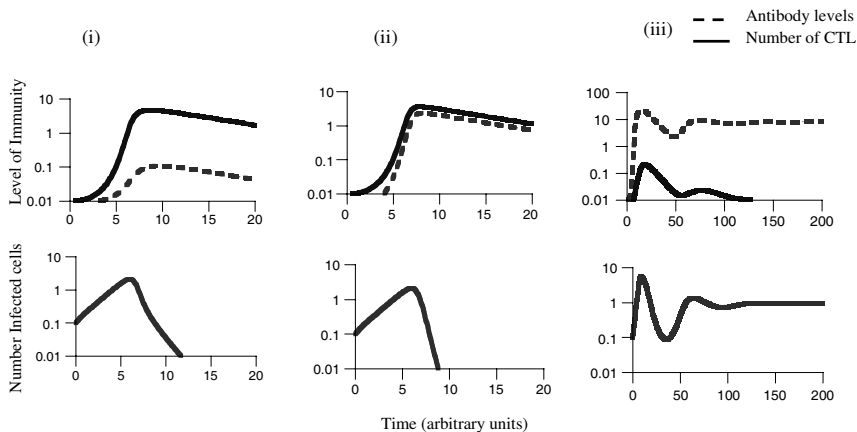 (i)
(ii)
(iii)
Antibody levels
Number of CTL
Level of Immunity
10
1
0.1
0.01
0 5 10 15 20
10
1
0.1
0.01
0 5 10 15 20
100
10
1
0.1
0.01
0 50 100 150 200
Number Infected cells
10
1
0.1
0.01
0 5 10 15 20
10
1
0.1
0.01
0 5 10 15 20
10
1
0.1
0.01
0 50 100 150 200
Time (arbitrary units)